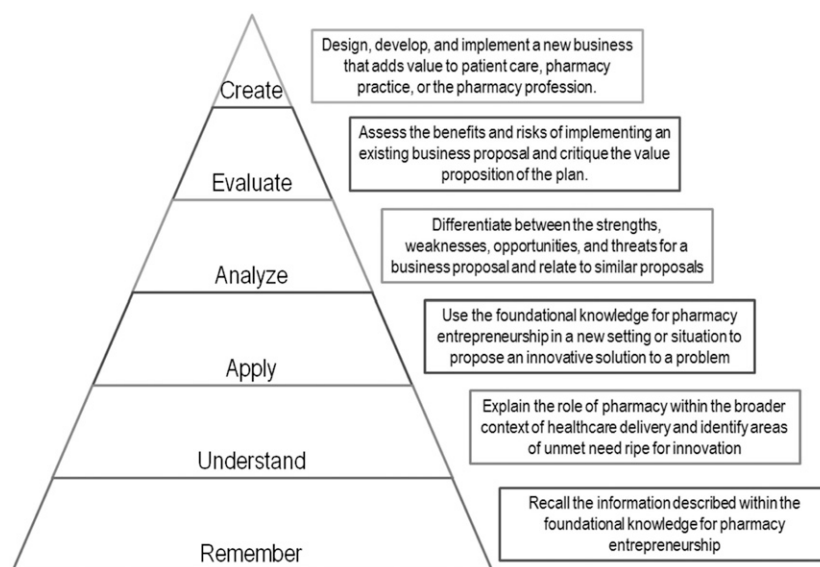 Design, develop, and implement a new business
that adds value to patient care, pharmacy
practice, or the pharmacy profession.
Create
Assess the benefits and risks of implementing an
existing business proposal and critique the value
proposition of the plan.
Evaluate
Differentiate between the strengths,
weaknesses, opportunities, and threats for a
business proposal and relate to similar proposals
Analyze
Use the foundational knowledge for pharmacy
entrepreneurship in a new setting or situation to
propose an innovative solution to a problem
Apply
Explain the role of pharmacy within the broader
context of healthcare delivery and identify areas
of unmet need ripe for innovation
Understand
Recall the information described within the
foundational knowledge for pharmacy
entrepreneurship
Remember